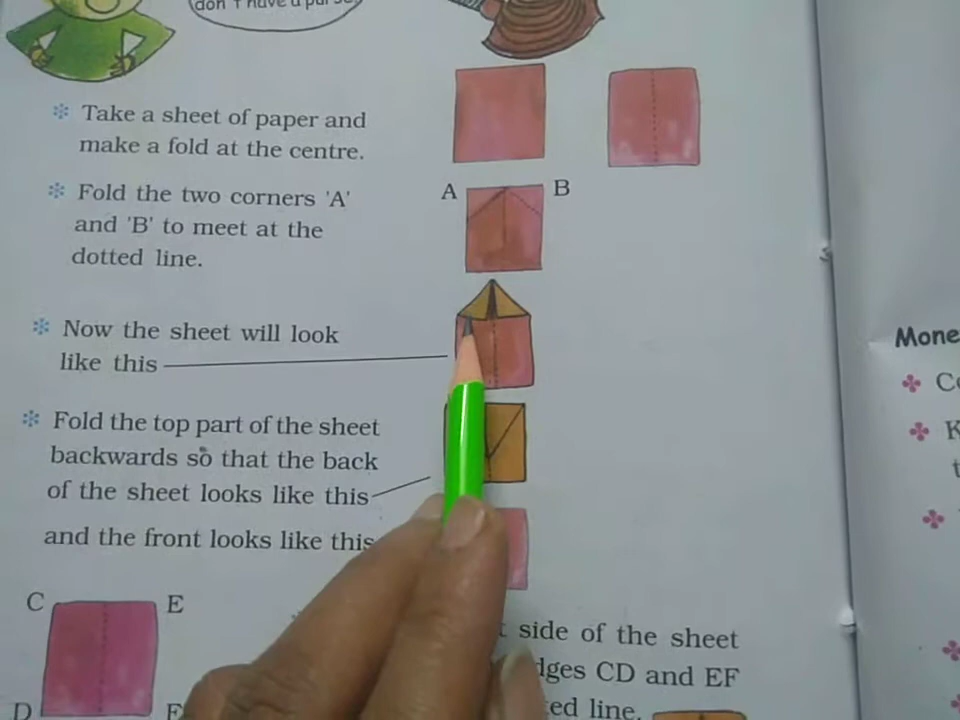 don't have a purse
Take a sheet of paper and
make a fold at the centre.
Fold the two corners 'A'
and 'B' to meet at the
dotted line.
A
B
Now the sheet will look
like this
Fold the top part of the sheet
backwards so that the back
of the sheet looks like this
and the front looks like this
C
E
D
F
side of the sheet
dges CD and EF
ed line.
Mone